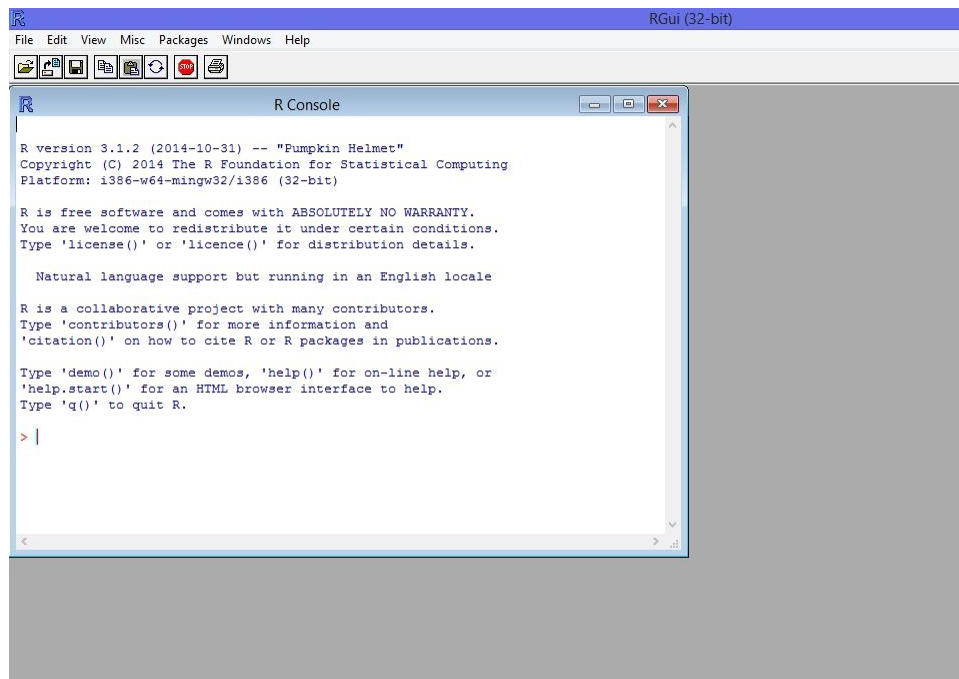 RGui (32-bit)
File Edit View Misc Packages Windows Help
STOP
R Console
R version 3.1.2 (2014-10-31) -- "Pumpkin Helmet"
Copyright (C) 2014 The R Foundation for Statistical Computing
Platform: i386-w64-mingw32/i386 (32-bit)
R is free software and comes with ABSOLUTELY NO WARRANTY.
You are welcome to redistribute it under certain conditions.
Type 'license()' or 'licence()' for distribution details.
Natural language support but running in an English locale
R is a collaborative project with many contributors.
Type 'contributors()' for more information and
'citation()' on how to cite R or R packages in publications.
Type 'demo()' for some demos, 'help()' for on-line help, or
'help.start()' for an HTML browser interface to help.
Type 'q()' to quit R.
>